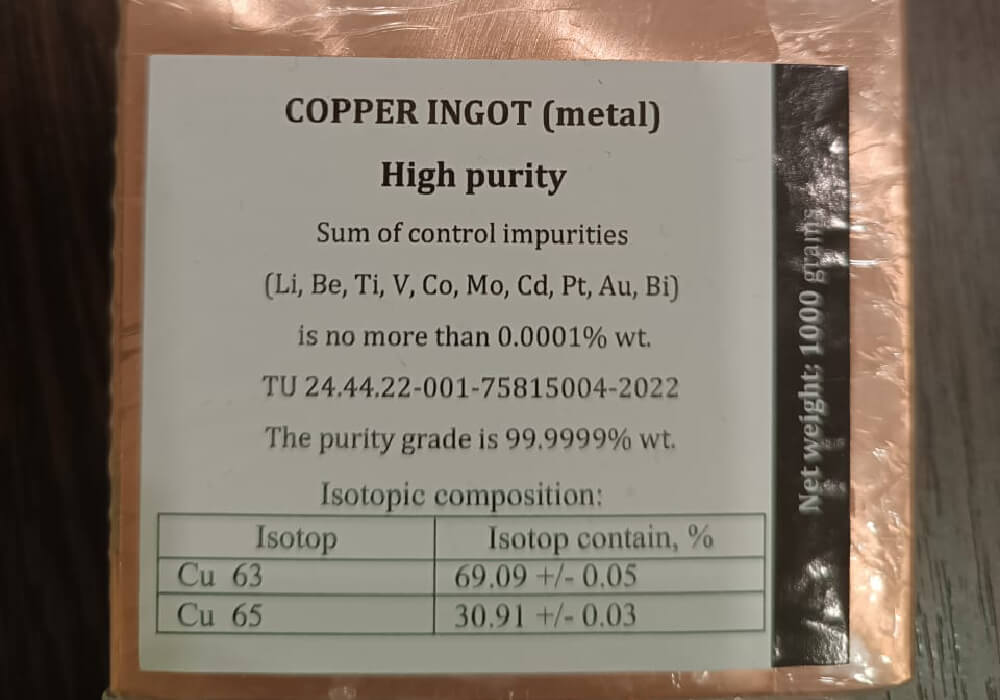 COPPER INGOT (metal)
High purity
Sum of control impurities
(Li, Be, Ti, V, Co, Mo, Cd, Pt, Au, Bi)
is no more than 0.0001% wt.
TU 24.44.22-001-75815004-2022
The purity grade is 99.9999% wt.
Isotopic composition:
Isotop Isotop contain, %
Cu 63 69.09 +/- 0.05
Cu 65 30.91 +/- 0.03
Net weight: 1000 grams